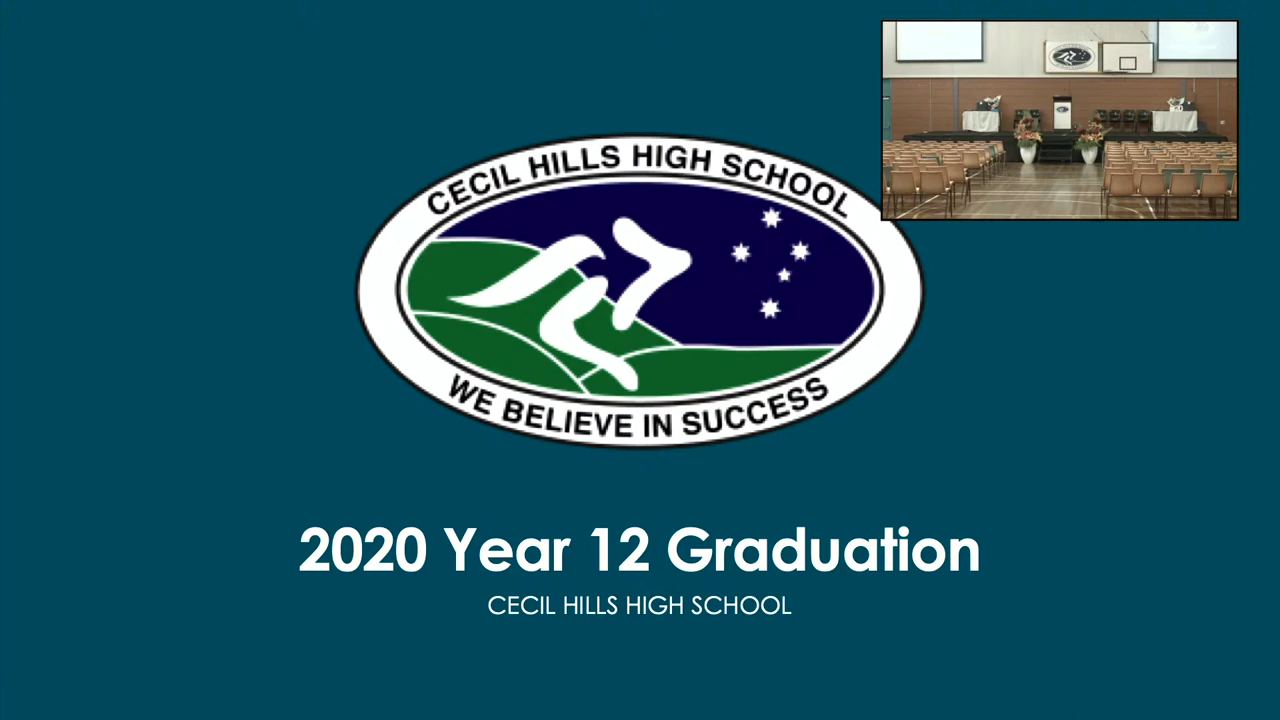 CECIL HILLS HIGH SCHOOL
WE BELIEVE IN SUCCESS
2020 Year 12 Graduation
CECIL HILLS HIGH SCHOOL